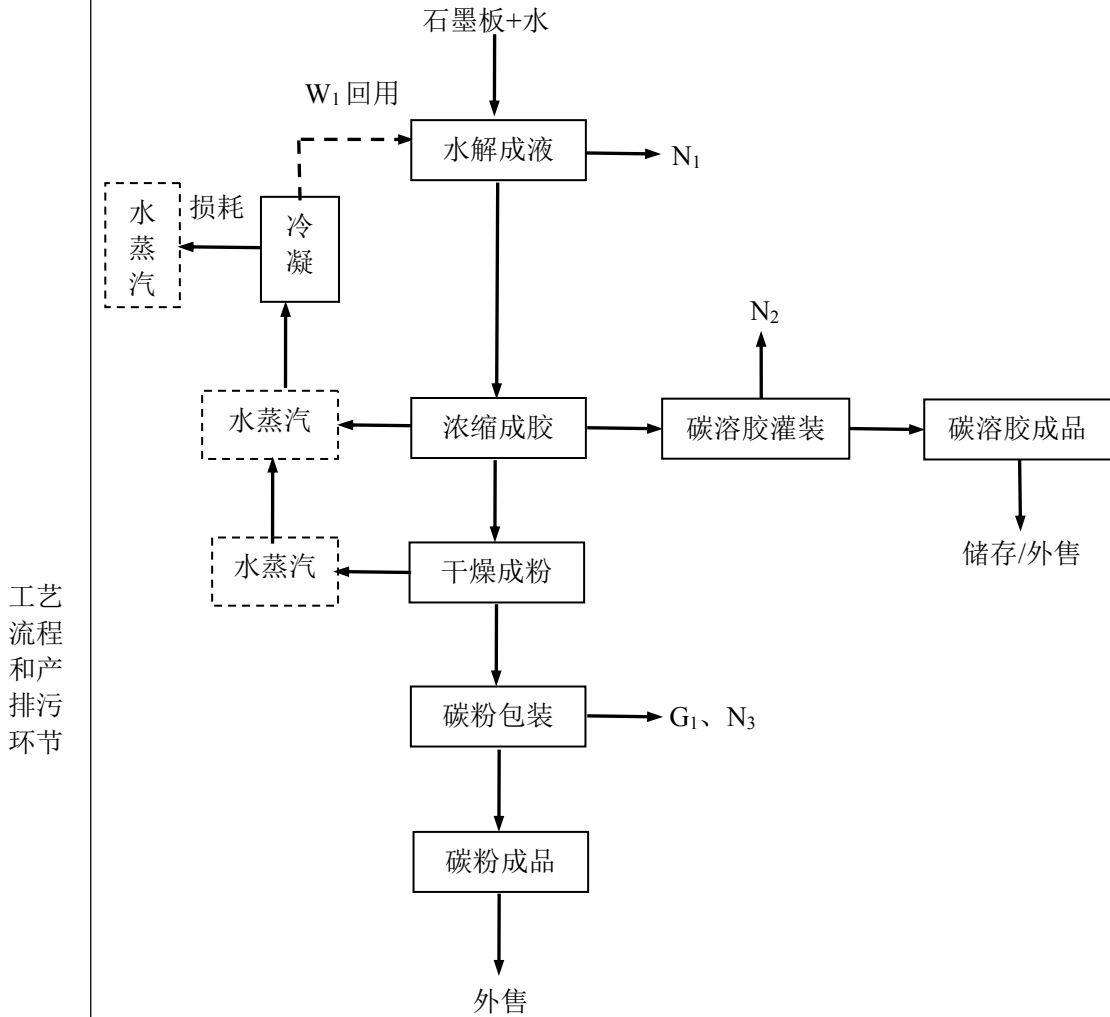 石墨板+水
W₁回用
水解成液
N₁
水蒸汽
损耗
冷凝
N₂
水蒸汽
浓缩成胶
碳溶胶灌装
碳溶胶成品
水蒸汽
干燥成粉
储存/外售
工艺
流程
和产
排污
环节
碳粉包装
G₁、N₃
碳粉成品
外售